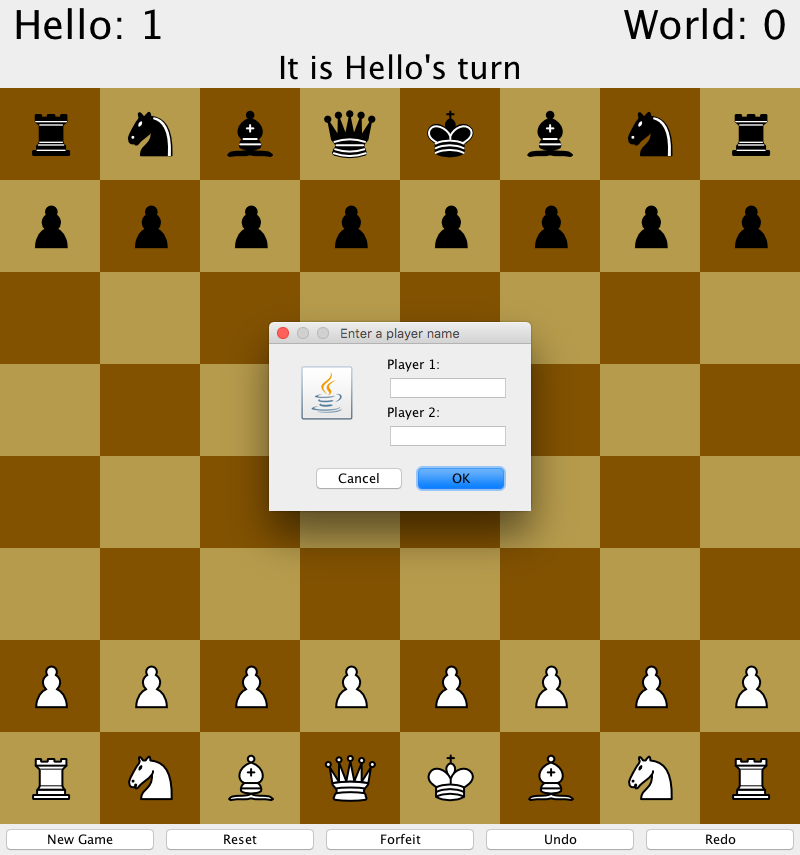 Hello: 1
World: 0
It is Hello's turn
Enter a player name
Player 1:
Player 2:
Cancel
OK
New Game
Reset
Forfeit
Undo
Redo